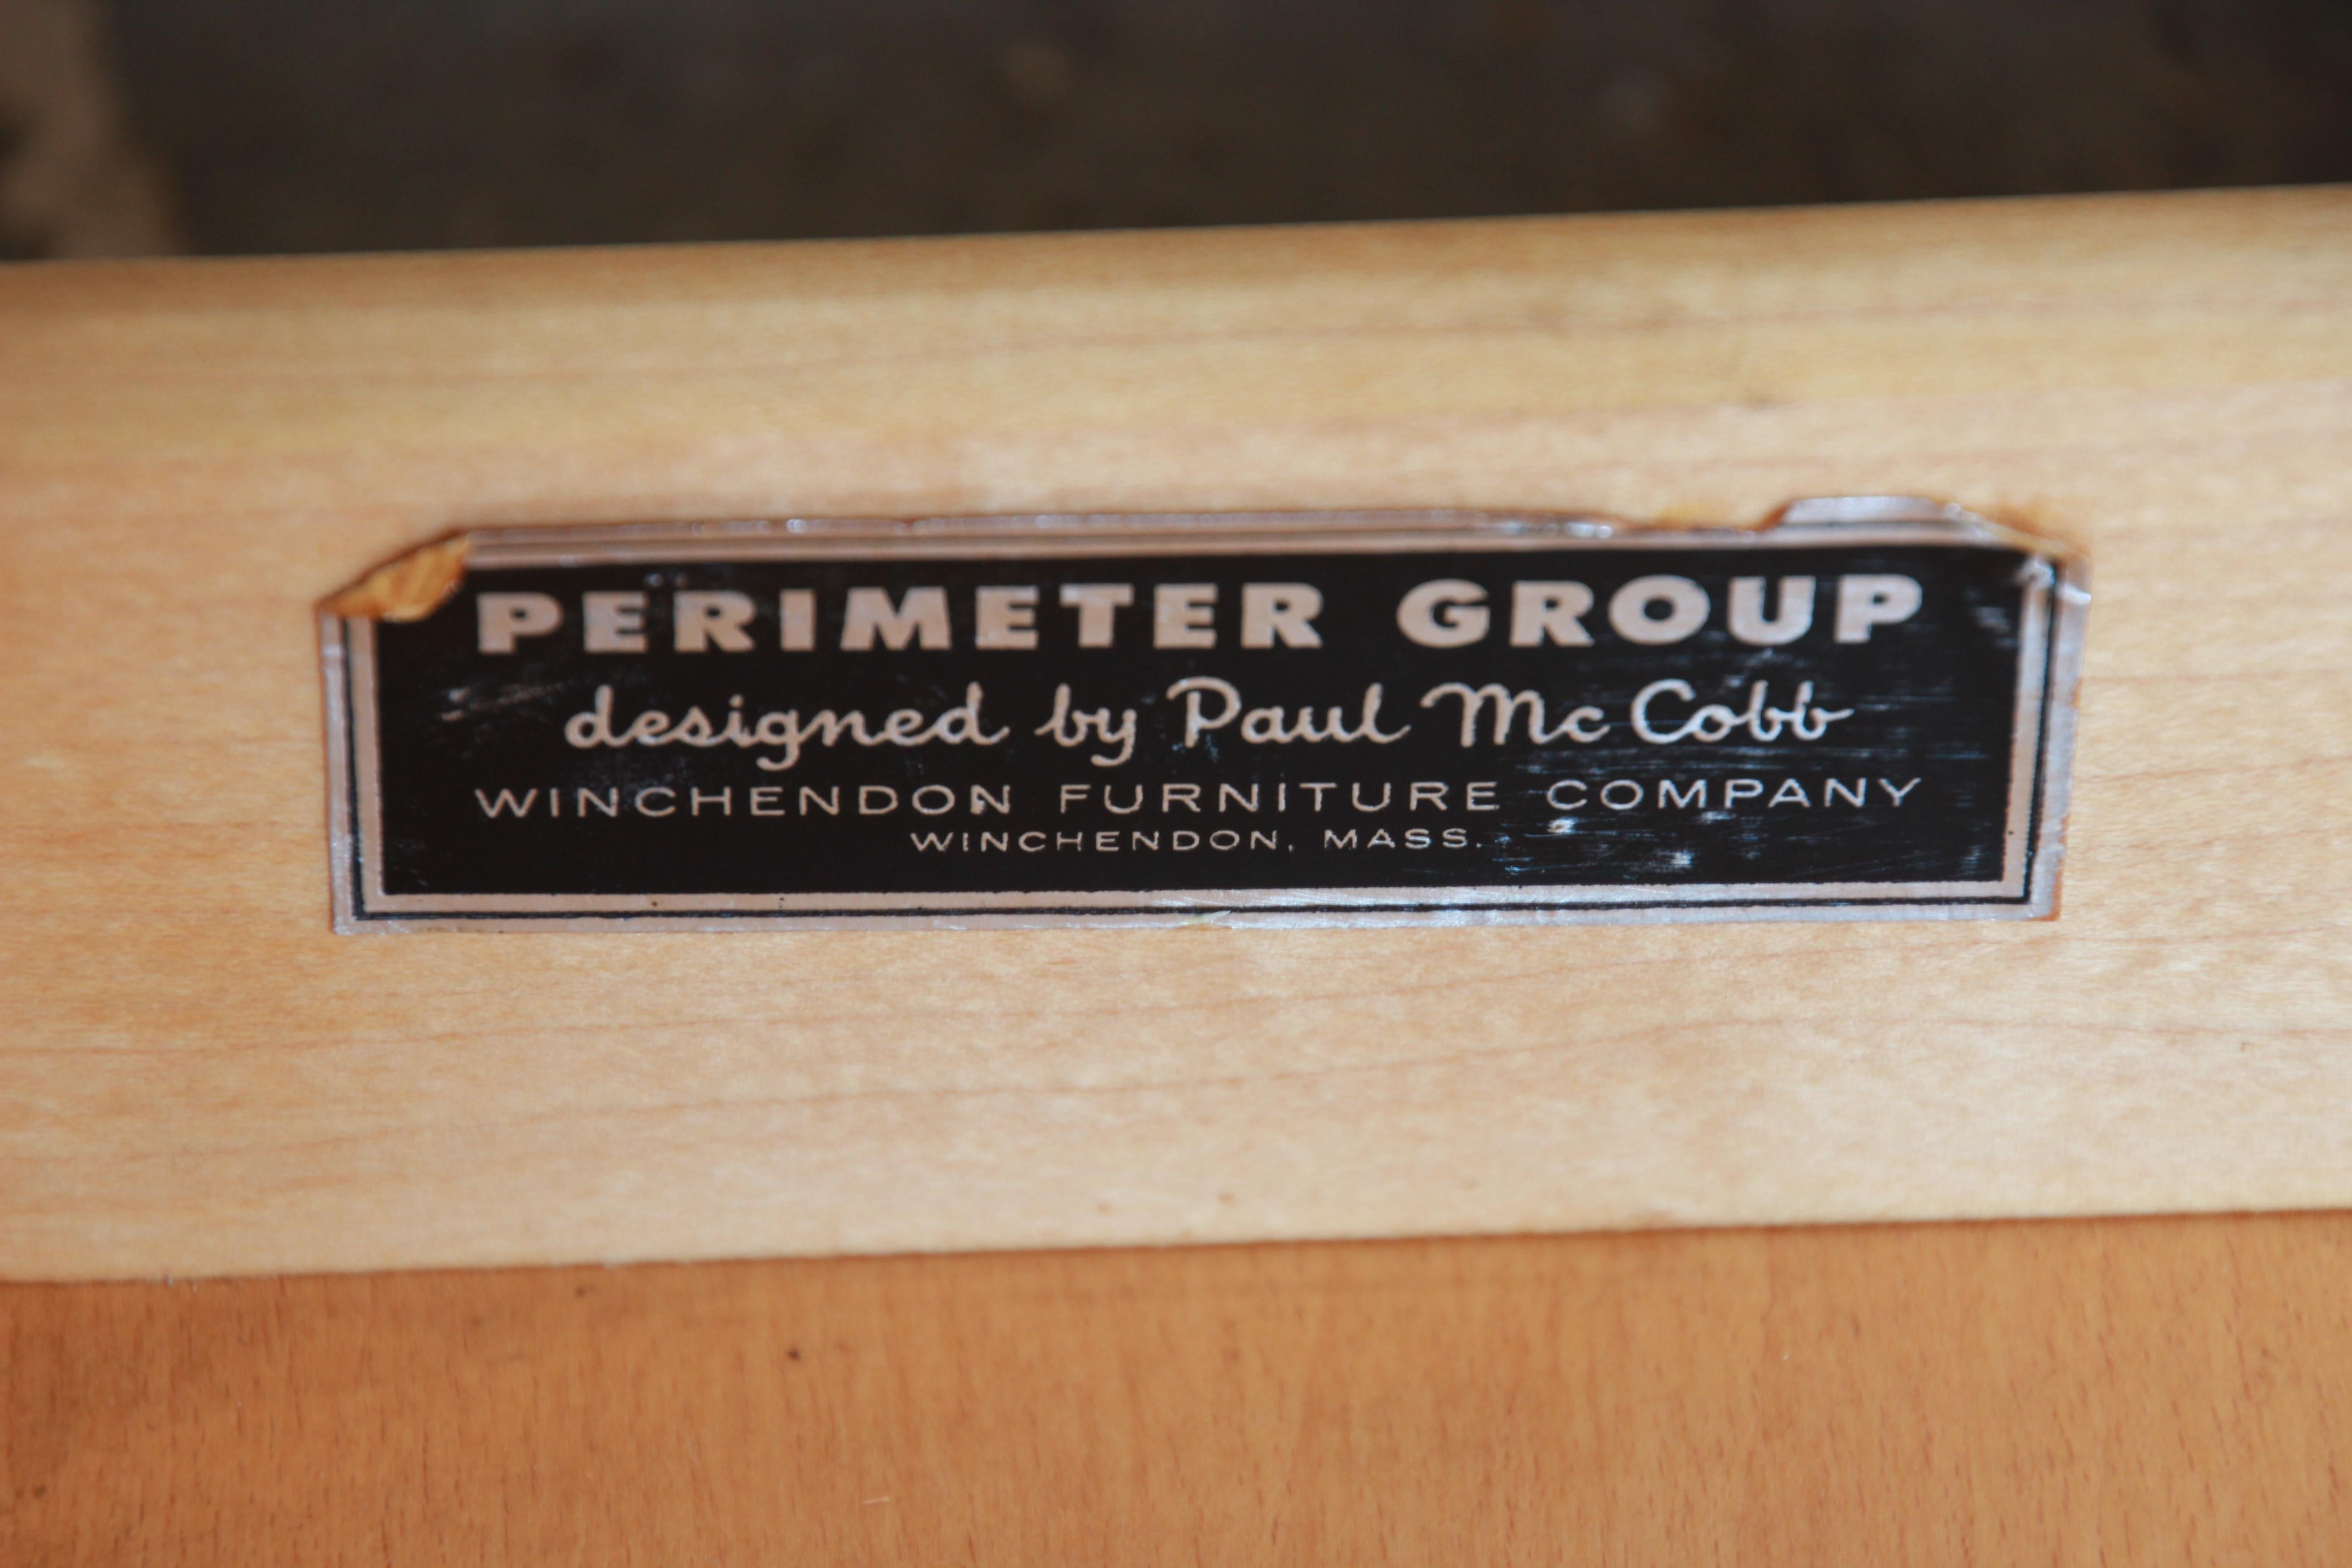 PERIMETER GROUP
designed by Paul Mc Cobb
WINCHENDON FURNITURE COMPANY
WINCHENDON, MASS.